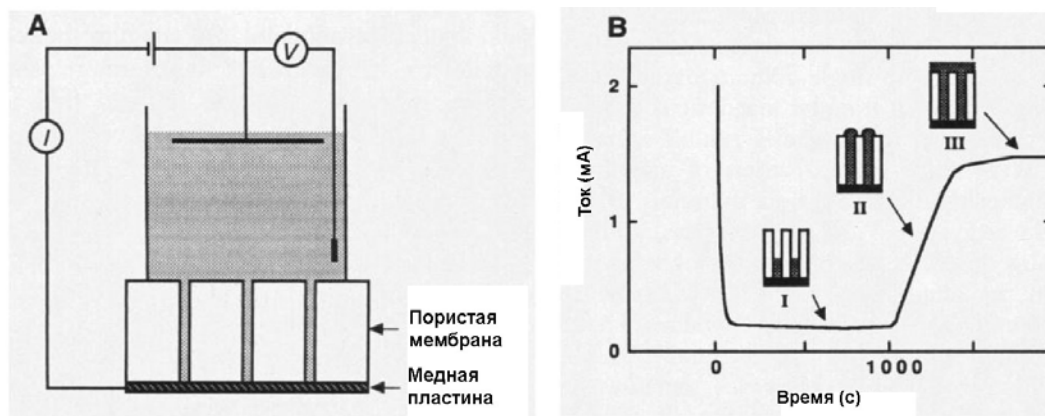 A
V
I
Пористая
мембрана
Медная
пластина
B
Ток (мА)
2
1
0
I
II
III
0 1000
Время (с)